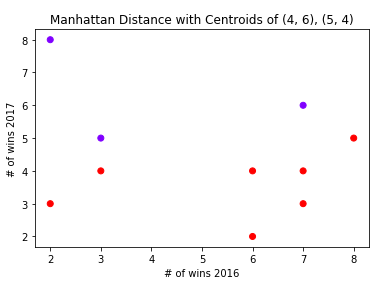 Manhattan Distance with Centroids of (4, 6), (5, 4)
8
7
6
5
4
3
2
# of wins 2017
2 3 4 5 6 7 8
# of wins 2016